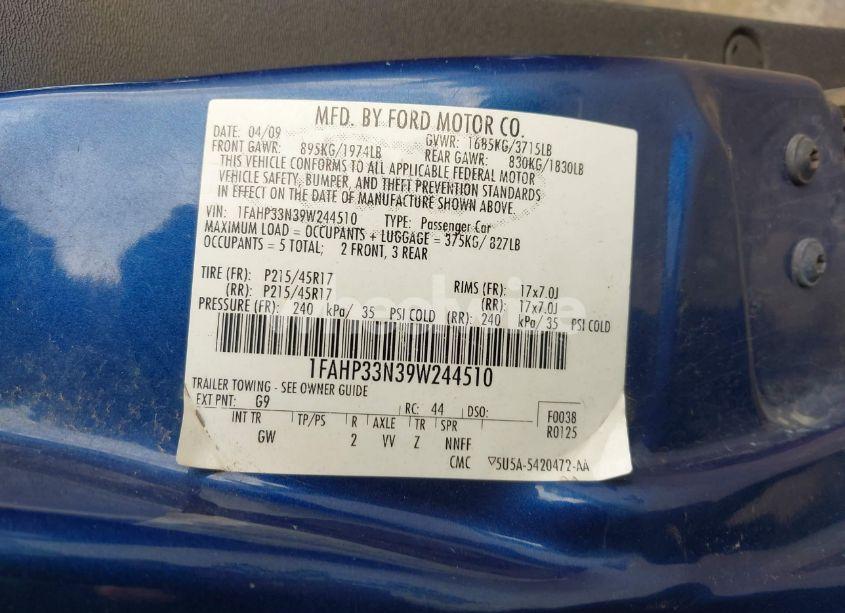 MFD. BY FORD MOTOR CO.
DATE: 04/09 GVWR: 1685KG/3715LB
FRONT GAWR: 895KG/1974LB REAR GAWR: 830KG/1830LB
THIS VEHICLE CONFORMS TO ALL APPLICABLE FEDERAL MOTOR
VEHICLE SAFETY, BUMPER, AND THEFT PREVENTION STANDARDS
IN EFFECT ON THE DATE OF MANUFACTURE SHOWN ABOVE.
VIN: 1FAHP33N39W244510 TYPE: Passenger Car
MAXIMUM LOAD = OCCUPANTS + LUGGAGE = 375KG/ 827LB
OCCUPANTS = 5 TOTAL; 2 FRONT, 3 REAR
TIRE (FR): P215/45R17 RIMS (FR): 17x7.0J
(RR): P215/45R17 (RR): 17x7.0J
PRESSURE (FR): 240 kPa/ 35 PSI COLD (RR): 240 kPa/ 35 PSI COLD
1FAHP33N39W244510
TRAILER TOWING - SEE OWNER GUIDE
EXT PNT: G9 RC: 44 DSO: F0038
INT TR TP/PS R AXLE TR SPR R0125
GW 2 VV Z NNFF
CMC ▽5U5A-5420472-AA